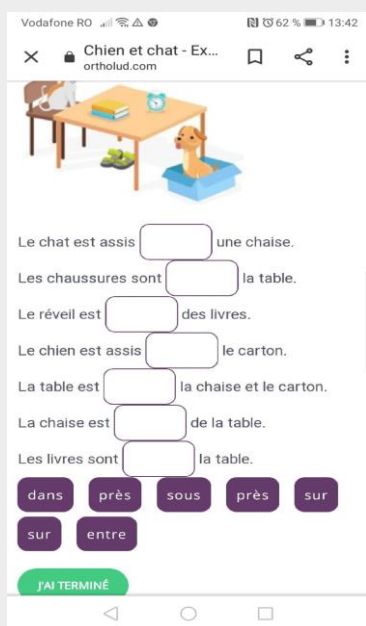 Vodafone RO 62 % 13:42
Chien et chat - Ex...
ortholud.com
Le chat est assis une chaise.
Les chaussures sont la table.
Le réveil est des livres.
Le chien est assis le carton.
La table est la chaise et le carton.
La chaise est de la table.
Les livres sont la table.
dans près sous près sur
sur entre
J'AI TERMINÉ